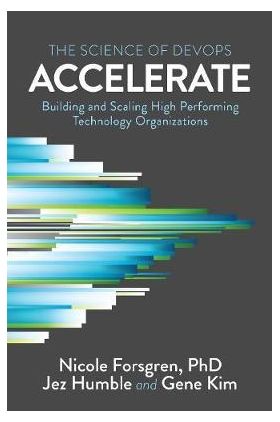 THE SCIENCE OF DEVOPS
ACCELERATE
Building and Scaling High Performing
Technology Organizations
Nicole Forsgren, PhD
Jez Humble and Gene Kim